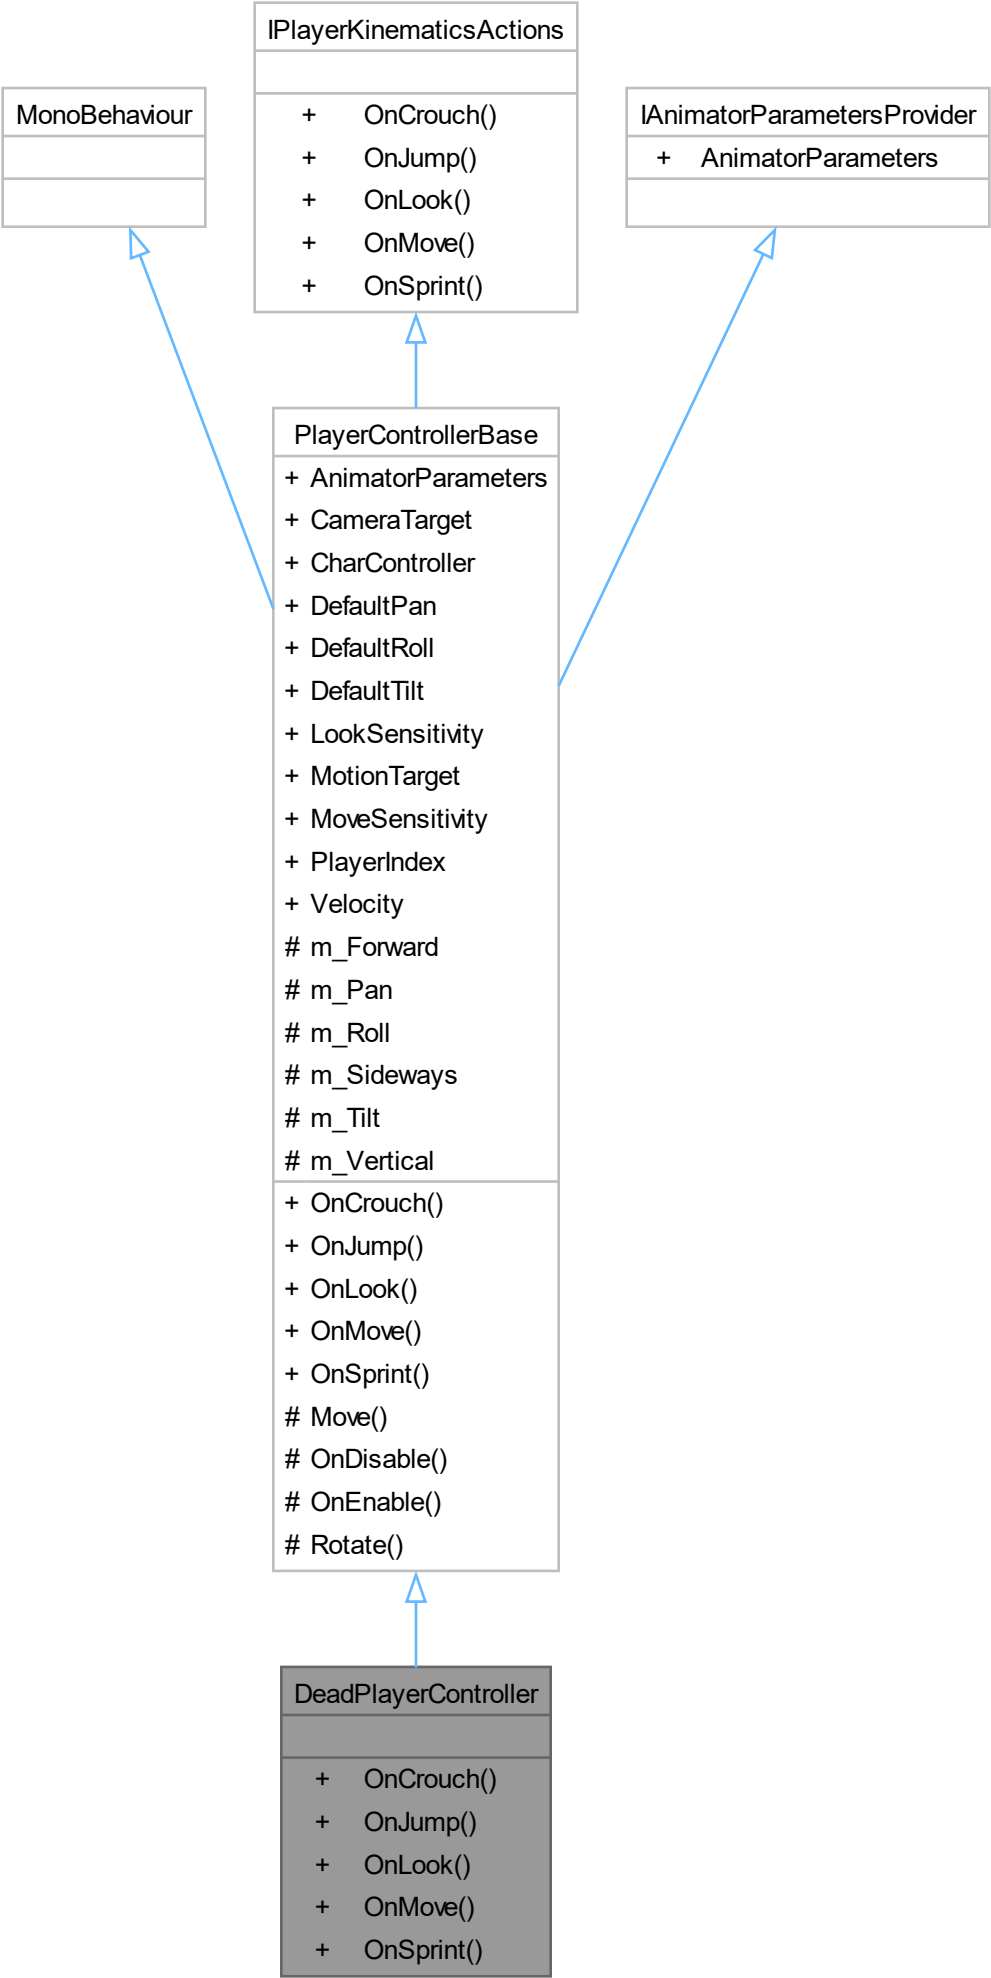 IPlayerKinematicsActions
+ OnCrouch()
+ OnJump()
+ OnLook()
+ OnMove()
+ OnSprint()
MonoBehaviour
IAnimatorParametersProvider
+ AnimatorParameters
PlayerControllerBase
+ AnimatorParameters
+ CameraTarget
+ CharController
+ DefaultPan
+ DefaultRoll
+ DefaultTilt
+ LookSensitivity
+ MotionTarget
+ MoveSensitivity
+ PlayerIndex
+ Velocity
# m_Forward
# m_Pan
# m_Roll
# m_Sideways
# m_Tilt
# m_Vertical
+ OnCrouch()
+ OnJump()
+ OnLook()
+ OnMove()
+ OnSprint()
# Move()
# OnDisable()
# OnEnable()
# Rotate()
DeadPlayerController
+ OnCrouch()
+ OnJump()
+ OnLook()
+ OnMove()
+ OnSprint()